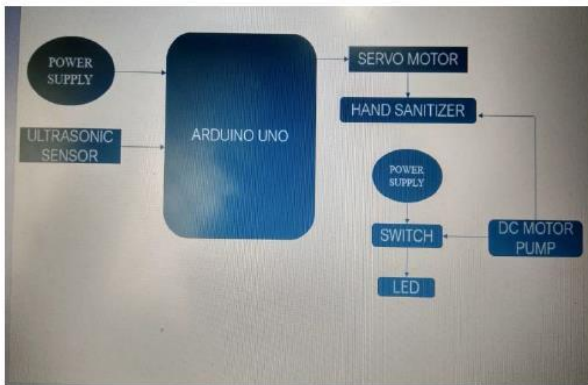 POWER
SUPPLY
SERVO MOTOR
HAND SANITIZER
ULTRASONIC
SENSOR
ARDUINO UNO
POWER
SUPPLY
SWITCH
DC MOTOR
PUMP
LED